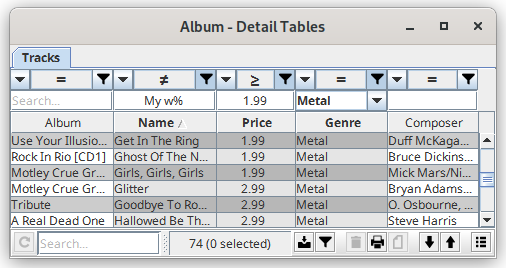 Album - Detail Tables
Tracks
= ≠ ≥ = =
Search... My w% 1.99 Metal
Album Name Price Genre Composer
Use Your Illusio... Get In The Ring 1.99 Metal Duff McKaga...
Rock In Rio [CD1] Ghost Of The N... 1.99 Metal Bruce Dickins...
Motley Crue Gr... Girls, Girls, Girls 1.99 Metal Mick Mars/Ni...
Motley Crue Gr... Glitter 2.99 Metal Bryan Adams...
Tribute Goodbye To Ro... 2.99 Metal O. Osbourne, ...
A Real Dead One Hallowed Be Th... 2.99 Metal Steve Harris
Search... 74 (0 selected)